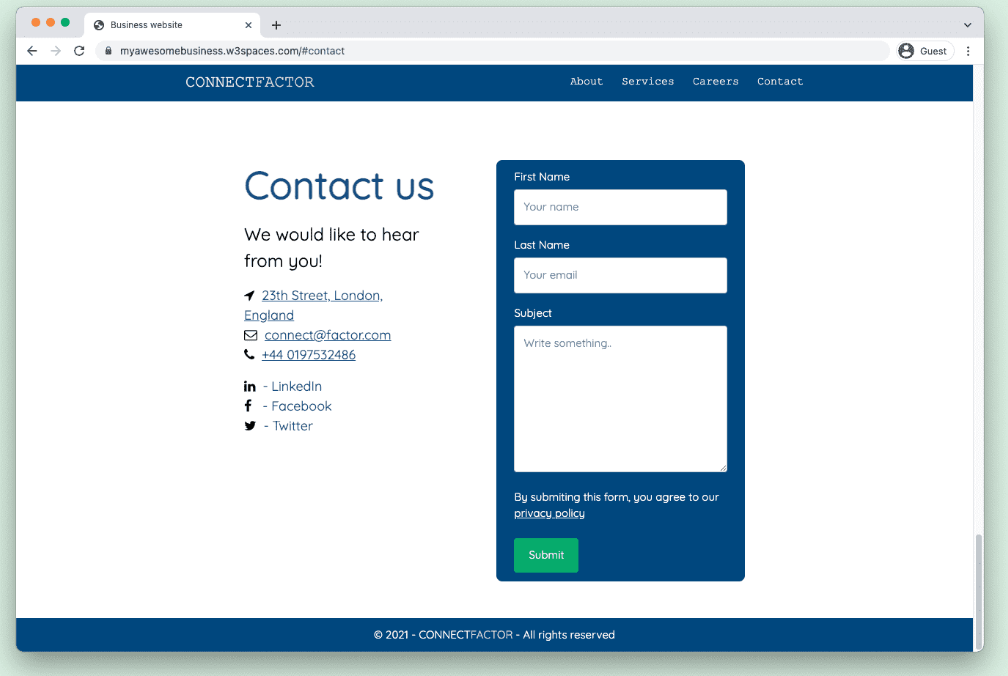 Business website
myawesomebusiness.w3spaces.com/#contact
Guest
CONNECTFACTOR
About Services Careers Contact
Contact us
We would like to hear
from you!
23th Street, London,
England
connect@factor.com
+44 0197532486
- LinkedIn
- Facebook
- Twitter
First Name
Your name
Last Name
Your email
Subject
Write something..
By submiting this form, you agree to our
privacy policy
Submit
© 2021 - CONNECTFACTOR - All rights reserved